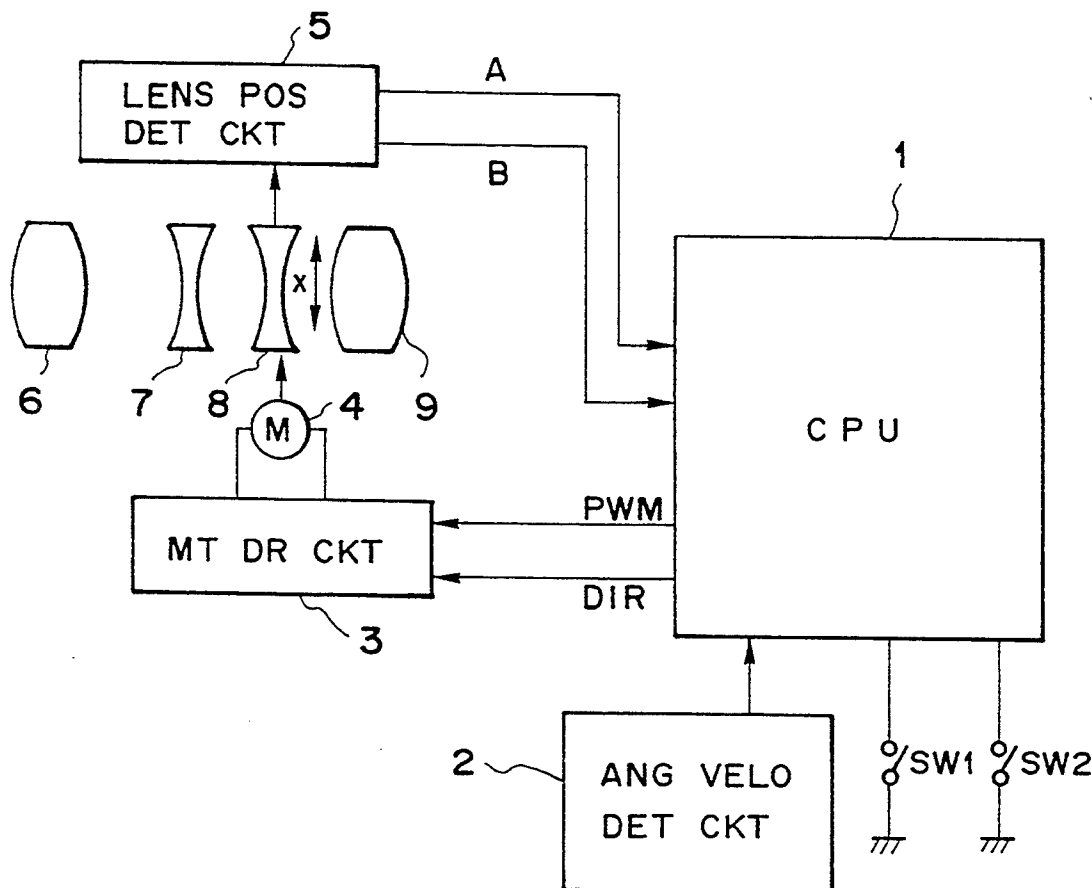 5
LENS POS
DET CKT
A
B
1
X
6
7
8
4
9
M
CPU
PWM
MT DR CKT
DIR
3
2
ANG VELO
DET CKT
SW1
SW2